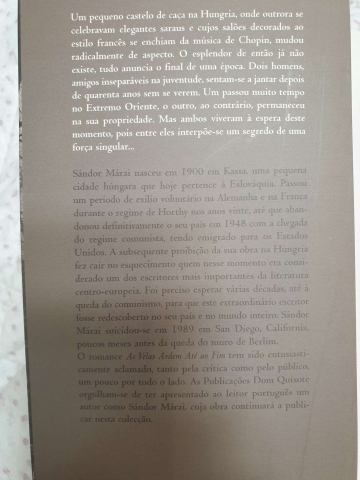 Um pequeno castelo de caça na Hungria, onde outrora se
celebravam elegantes saraus e cujos salões decorados ao
estilo francês se enchiam da música de Chopin, mudou
radicalmente de aspecto. O esplendor de então já não
existe, tudo anuncia o final de uma época. Dois homens,
amigos inseparáveis na juventude, sentam-se a jantar depois
de quarenta anos sem se verem. Um passou muito tempo
no Extremo Oriente, o outro, ao contrário, permaneceu
na sua propriedade. Mas ambos viveram à espera deste
momento, pois entre eles interpõe-se um segredo de uma
força singular...
Sándor Márai nasceu em 1900 em Kassa, uma pequena
cidade húngara que hoje pertence à Eslováquia. Passou
um período de exílio voluntário na Alemanha e na França
durante o regime de Horthy nos anos vinte, até que aban-
donou definitivamente o seu país em 1948 com a chegada
do regime comunista, tendo emigrado para os Estados
Unidos. A subsequente proibição da sua obra na Hungria
fez cair no esquecimento quem nesse momento era consi-
derado um dos escritores mais importantes da literatura
centro-europeia. Foi preciso esperar várias décadas, até à
queda do comunismo, para que este extraordinário escritor
fosse redescoberto no seu país e no mundo inteiro. Sándor
Márai suicidou-se em 1989 em San Diego, Califórnia,
poucos meses antes da queda do muro de Berlim.
O romance As Velas Ardem Até ao Fim tem sido entusiasti-
camente aclamado, tanto pela crítica como pelo público,
um pouco por todo o lado. As Publicações Dom Quixote
orgulham-se de ter apresentado ao leitor português um
autor como Sándor Márai, cuja obra continuará a publi-
car nesta colecção.